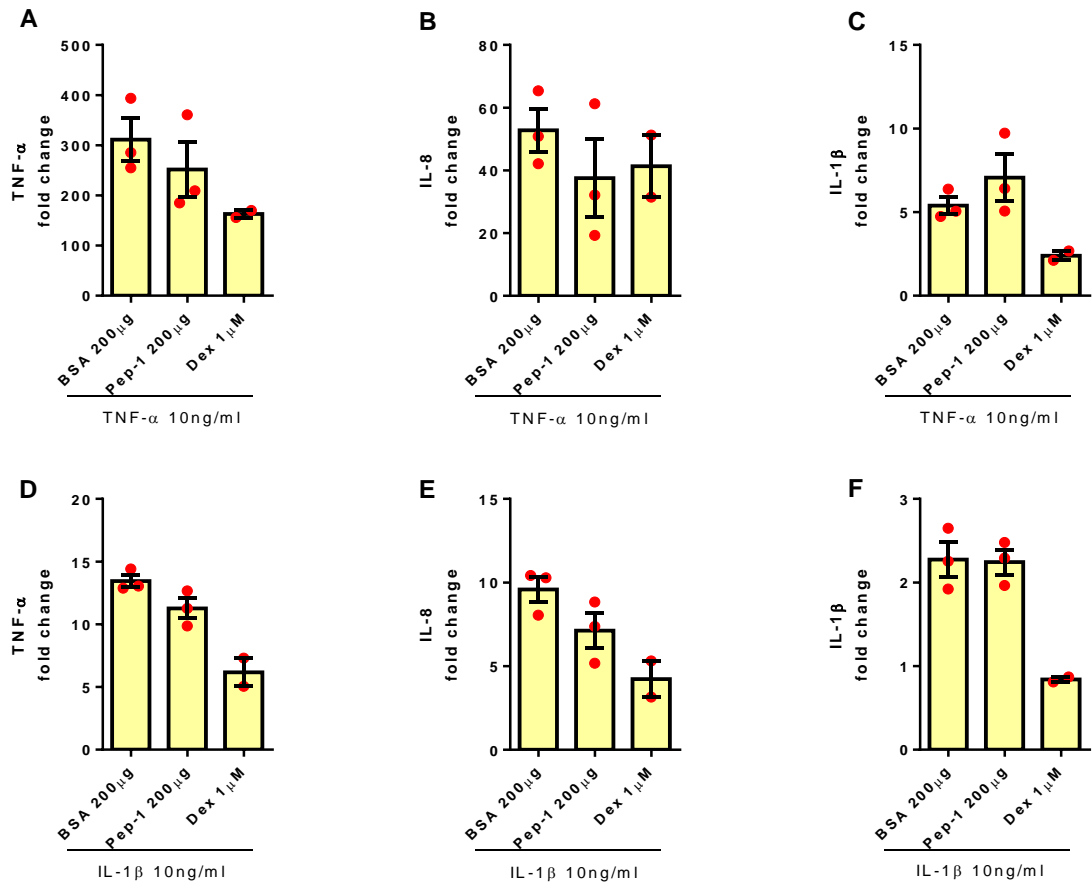 A
TNF-α
fold change
500
400
300
200
100
0
BSA 200μg
Pep-1 200μg
Dex 1μM
TNF-α 10ng/ml
B
IL-8
fold change
80
60
40
20
0
BSA 200μg
Pep-1 200μg
Dex 1μM
TNF-α 10ng/ml
C
IL-1β
fold change
15
10
5
0
BSA 200μg
Pep-1 200μg
Dex 1μM
TNF-α 10ng/ml
D
TNF-α
fold change
20
15
10
5
0
BSA 200μg
Pep-1 200μg
Dex 1μM
IL-1β 10ng/ml
E
IL-8
fold change
15
10
5
0
BSA 200μg
Pep-1 200μg
Dex 1μM
IL-1β 10ng/ml
F
IL-1β
fold change
3
2
1
0
BSA 200μg
Pep-1 200μg
Dex 1μM
IL-1β 10ng/ml